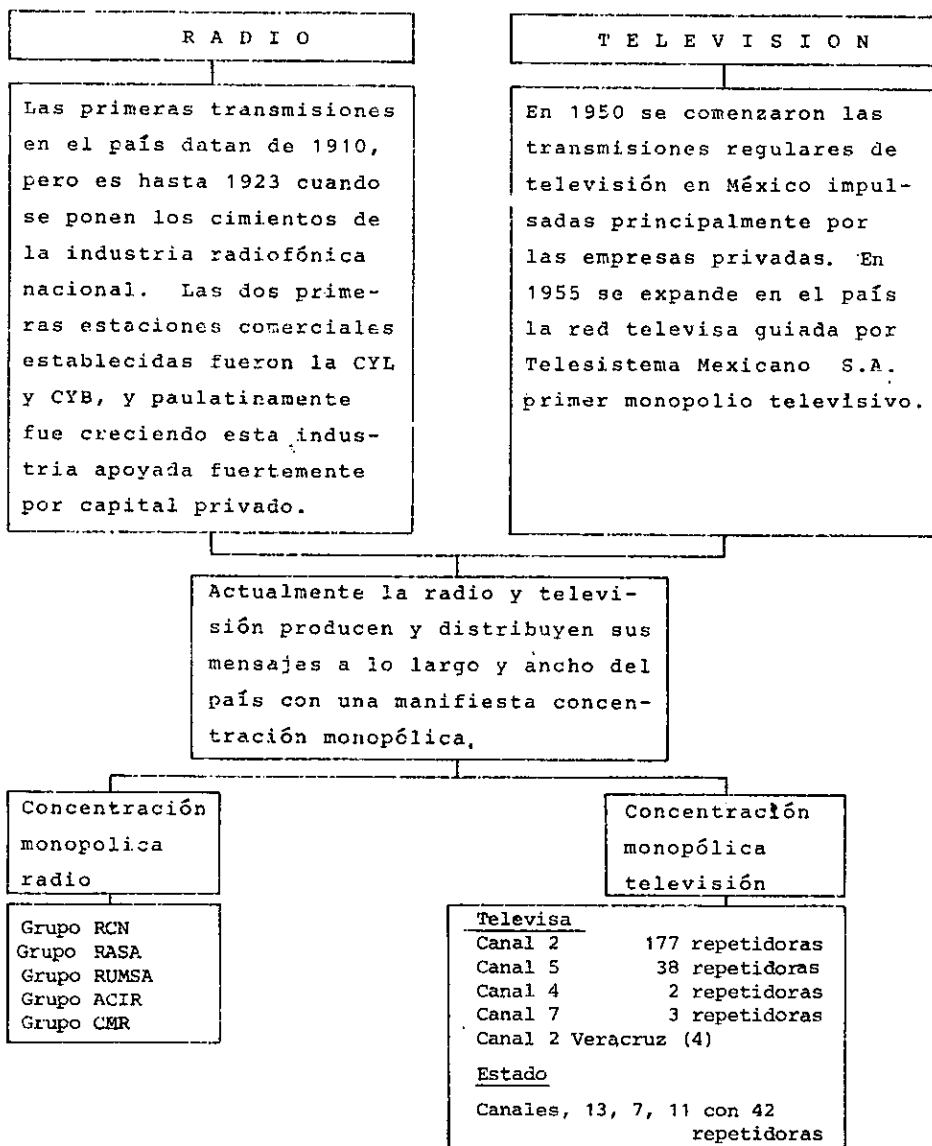 R A D I O
Las primeras transmisiones
en el país datan de 1910,
pero es hasta 1923 cuando
se ponen los cimientos de
la industria radiofónica
nacional. Las dos prime-
ras estaciones comerciales
establecidas fueron la CYL
y CYB, y paulatinamente
fue creciendo esta indus-
tria apoyada fuertemente
por capital privado.
T E L E V I S I O N
En 1950 se comenzaron las
transmisiones regulares de
televisión en México impul-
sadas principalmente por
las empresas privadas. En
1955 se expande en el país
la red televisa guiada por
Telesistema Mexicano S.A.
primer monopolio televisivo.
Actualmente la radio y televi-
sión producen y distribuyen sus
mensajes a lo largo y ancho del
país con una manifiesta concen-
tración monopólica.
Concentración
monopolica
radio
Grupo RCN
Grupo RASA
Grupo RUMSA
Grupo ACIR
Grupo CMR
Concentración
monopólica
televisión
Televisa
Canal 2 177 repetidoras
Canal 5 38 repetidoras
Canal 4 2 repetidoras
Canal 7 3 repetidoras
Canal 2 Veracruz (4)
Estado
Canales, 13, 7, 11 con 42
repetidoras